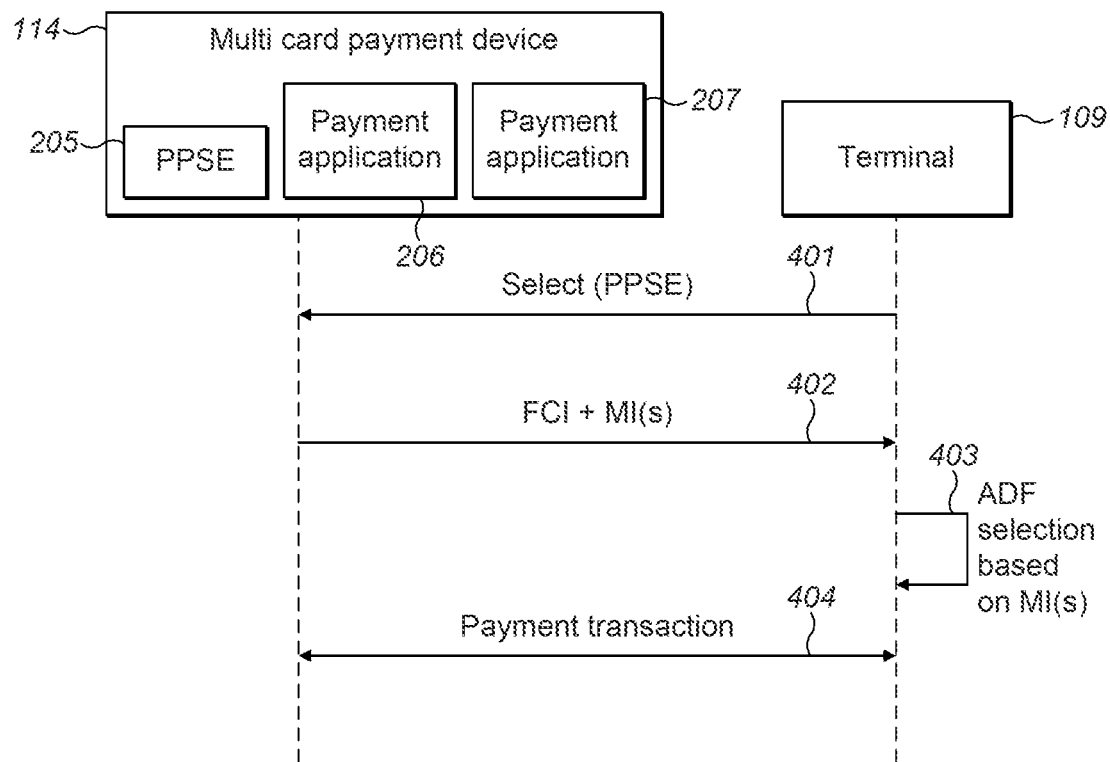 114
Multi card payment device
205
PPSE
Payment
application
206
Payment
application
207
Terminal
109
Select (PPSE)
401
FCI + MI(s)
402
403
ADF
selection
based
on MI(s)
Payment transaction
404